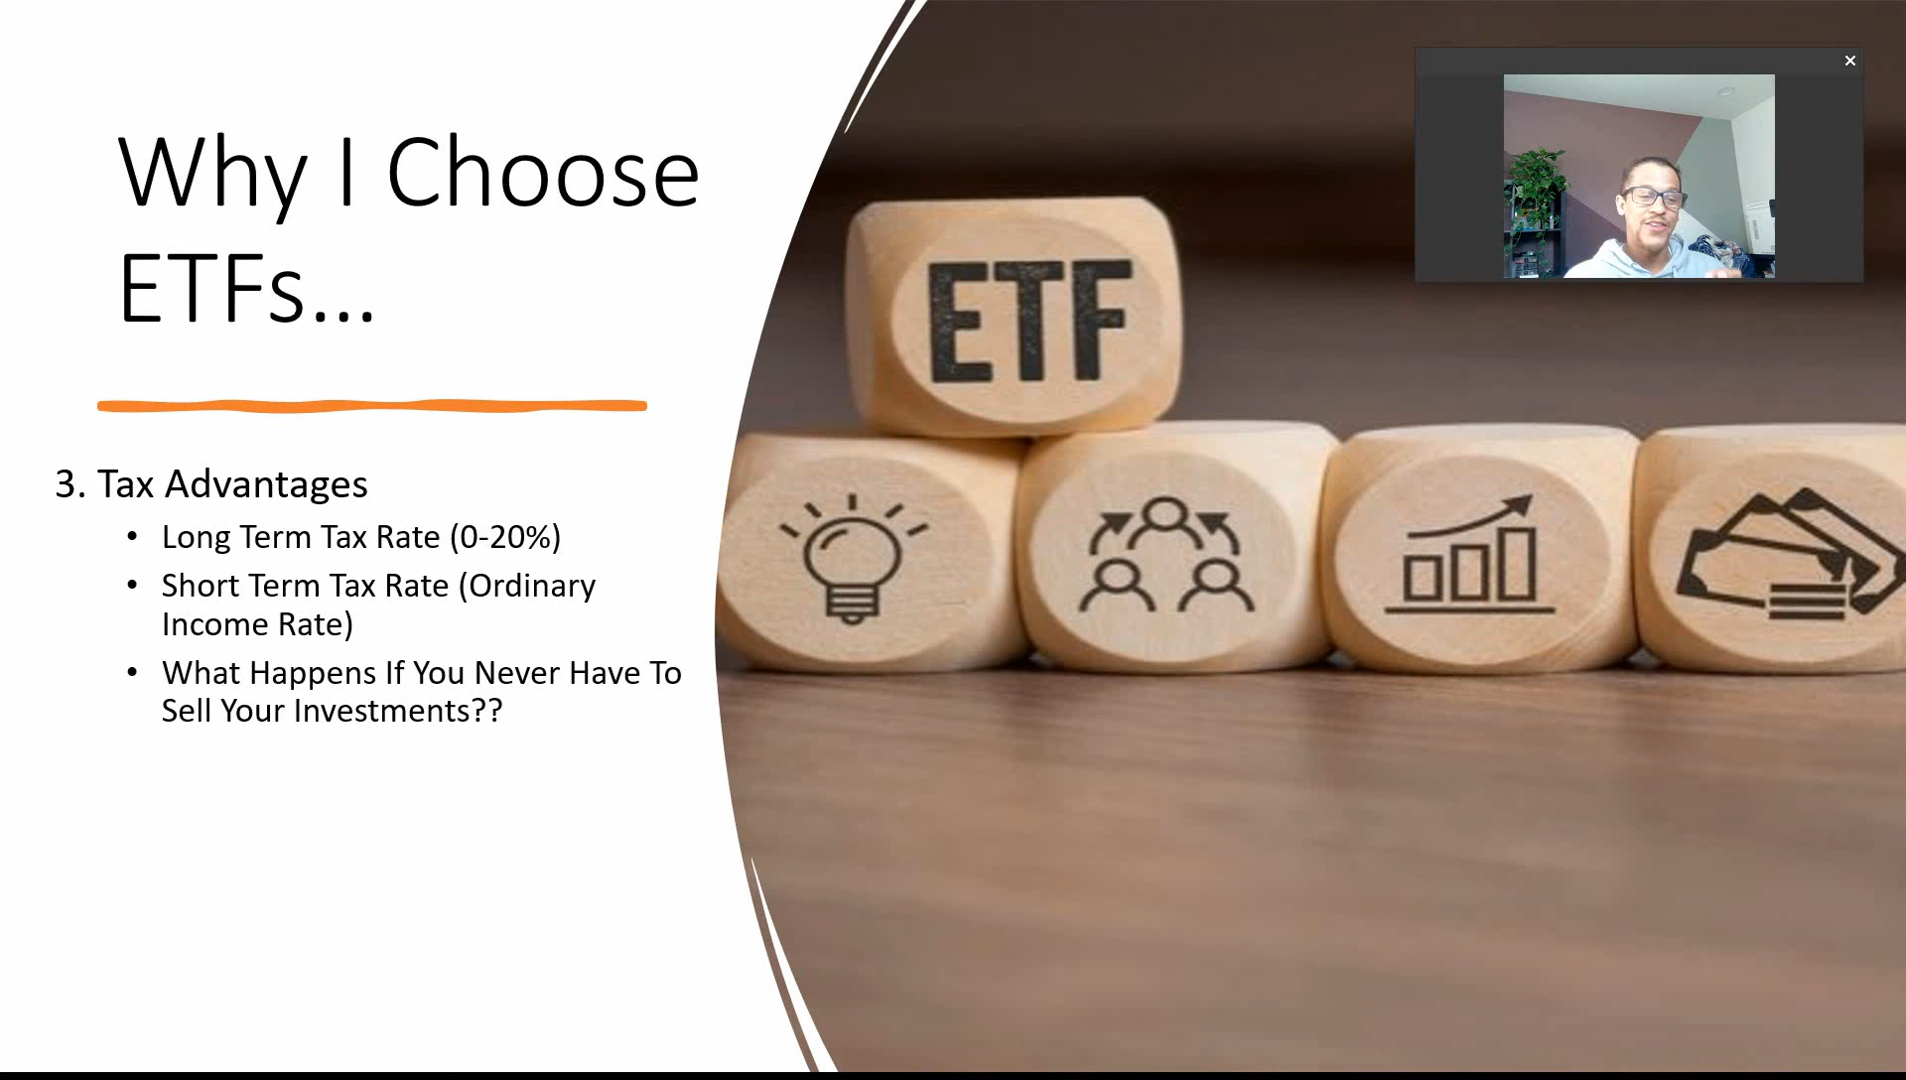 Why I Choose
ETFs...
3. Tax Advantages
• Long Term Tax Rate (0-20%)
• Short Term Tax Rate (Ordinary
Income Rate)
• What Happens If You Never Have To
Sell Your Investments??
ETF